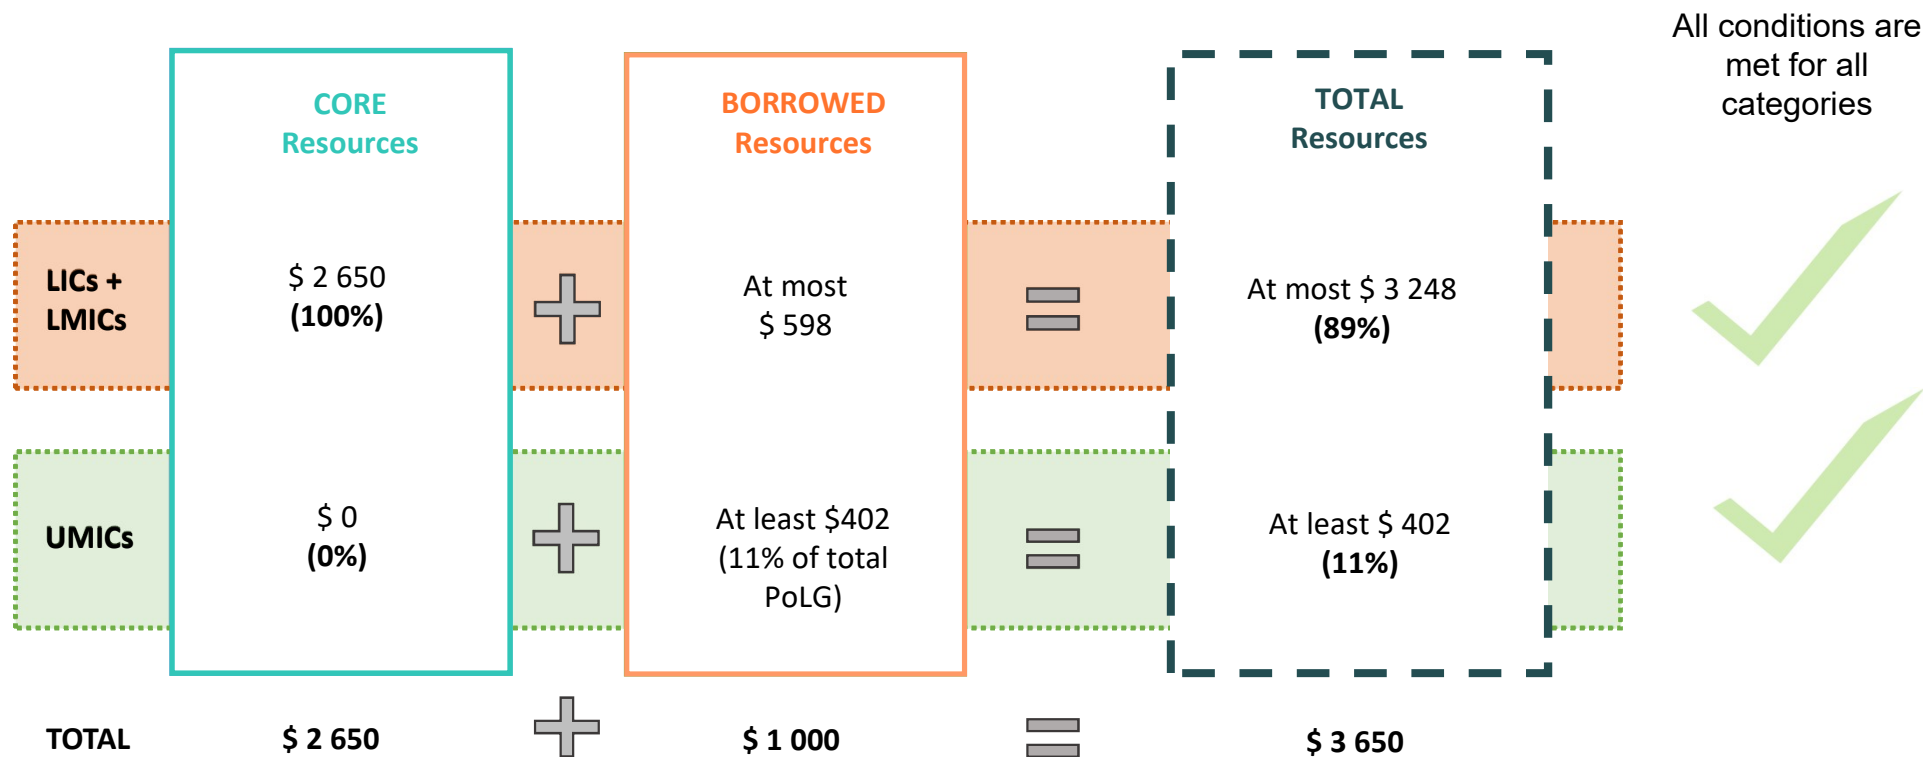 All conditions are
met for all
categories
CORE
Resources
BORROWED
Resources
TOTAL
Resources
LICs +
LMICs
$ 2 650
(100%)
At most
$ 598
At most $ 3 248
(89%)
UMICs
$ 0
(0%)
At least $402
(11% of total
PoLG)
At least $ 402
(11%)
TOTAL
$ 2 650
$ 1 000
$ 3 650